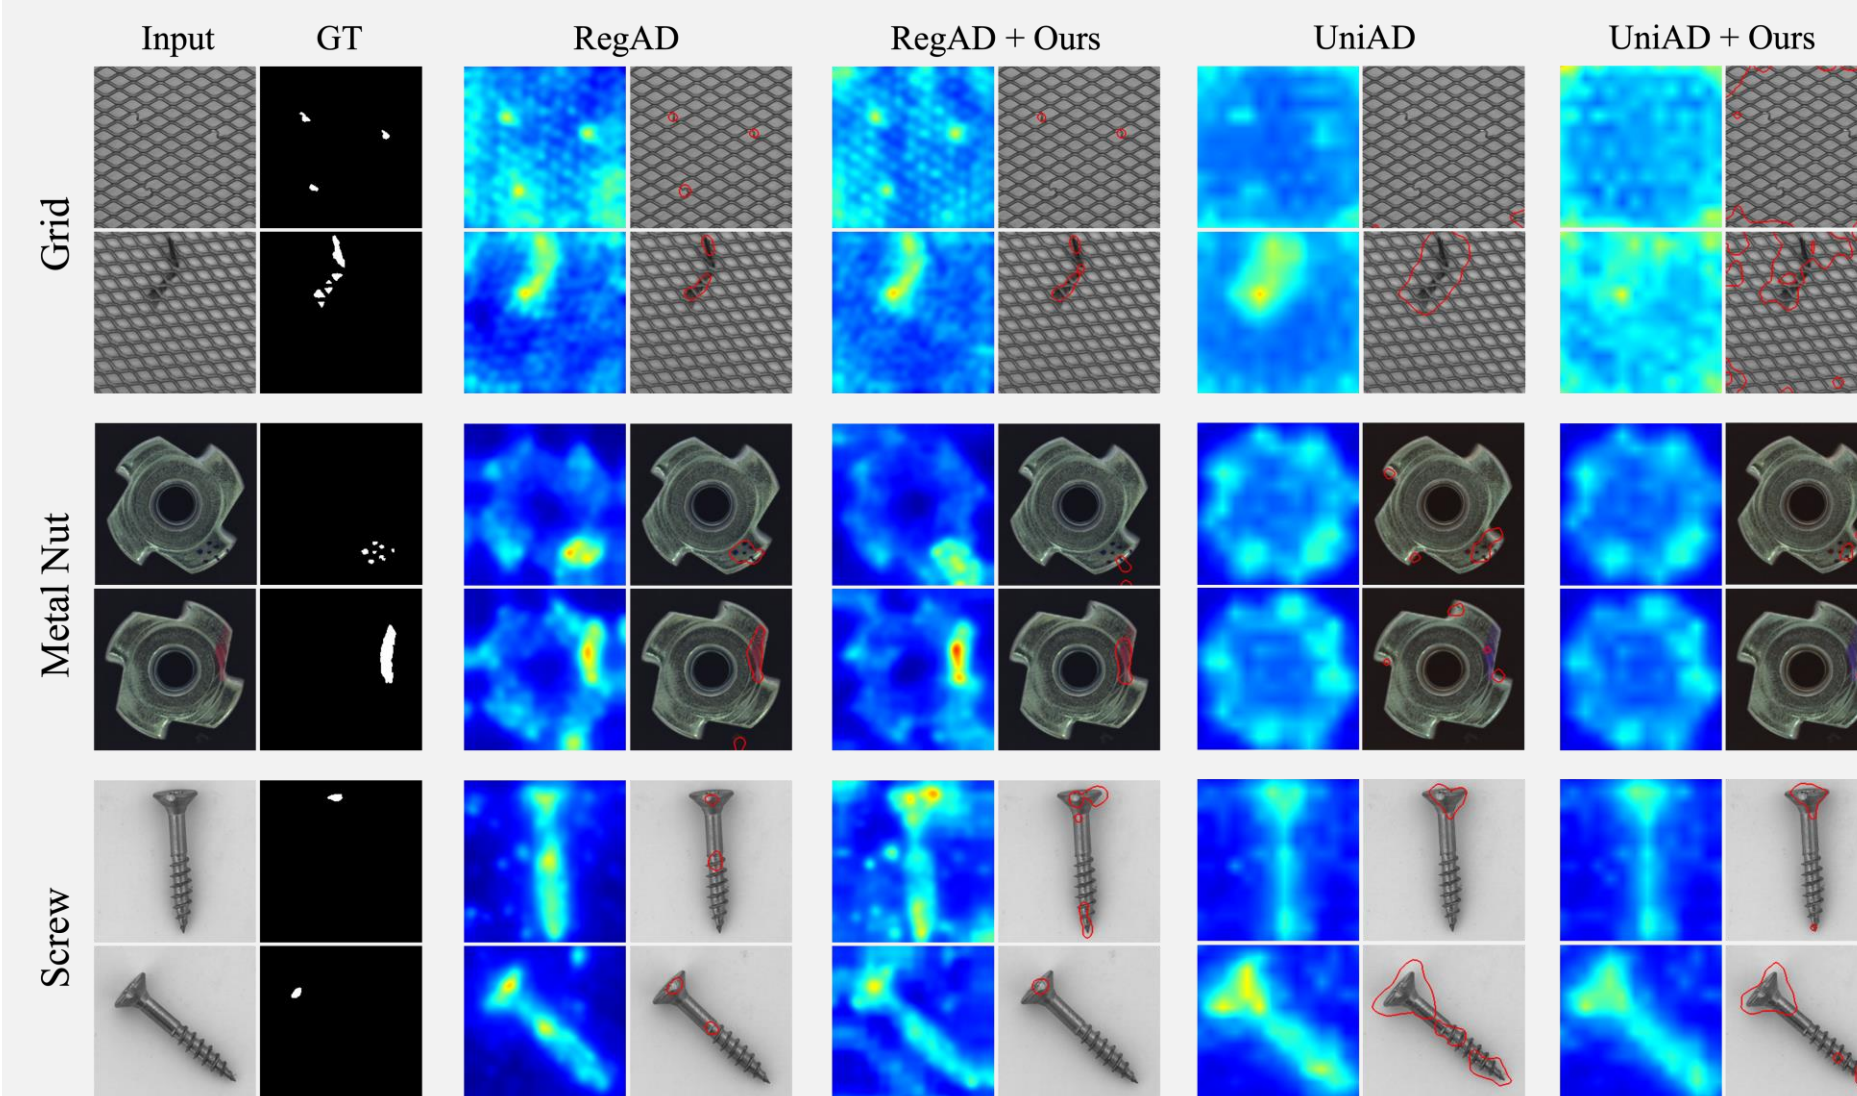 Input GT RegAD RegAD + Ours UniAD UniAD + Ours
Grid
Metal Nut
Screw